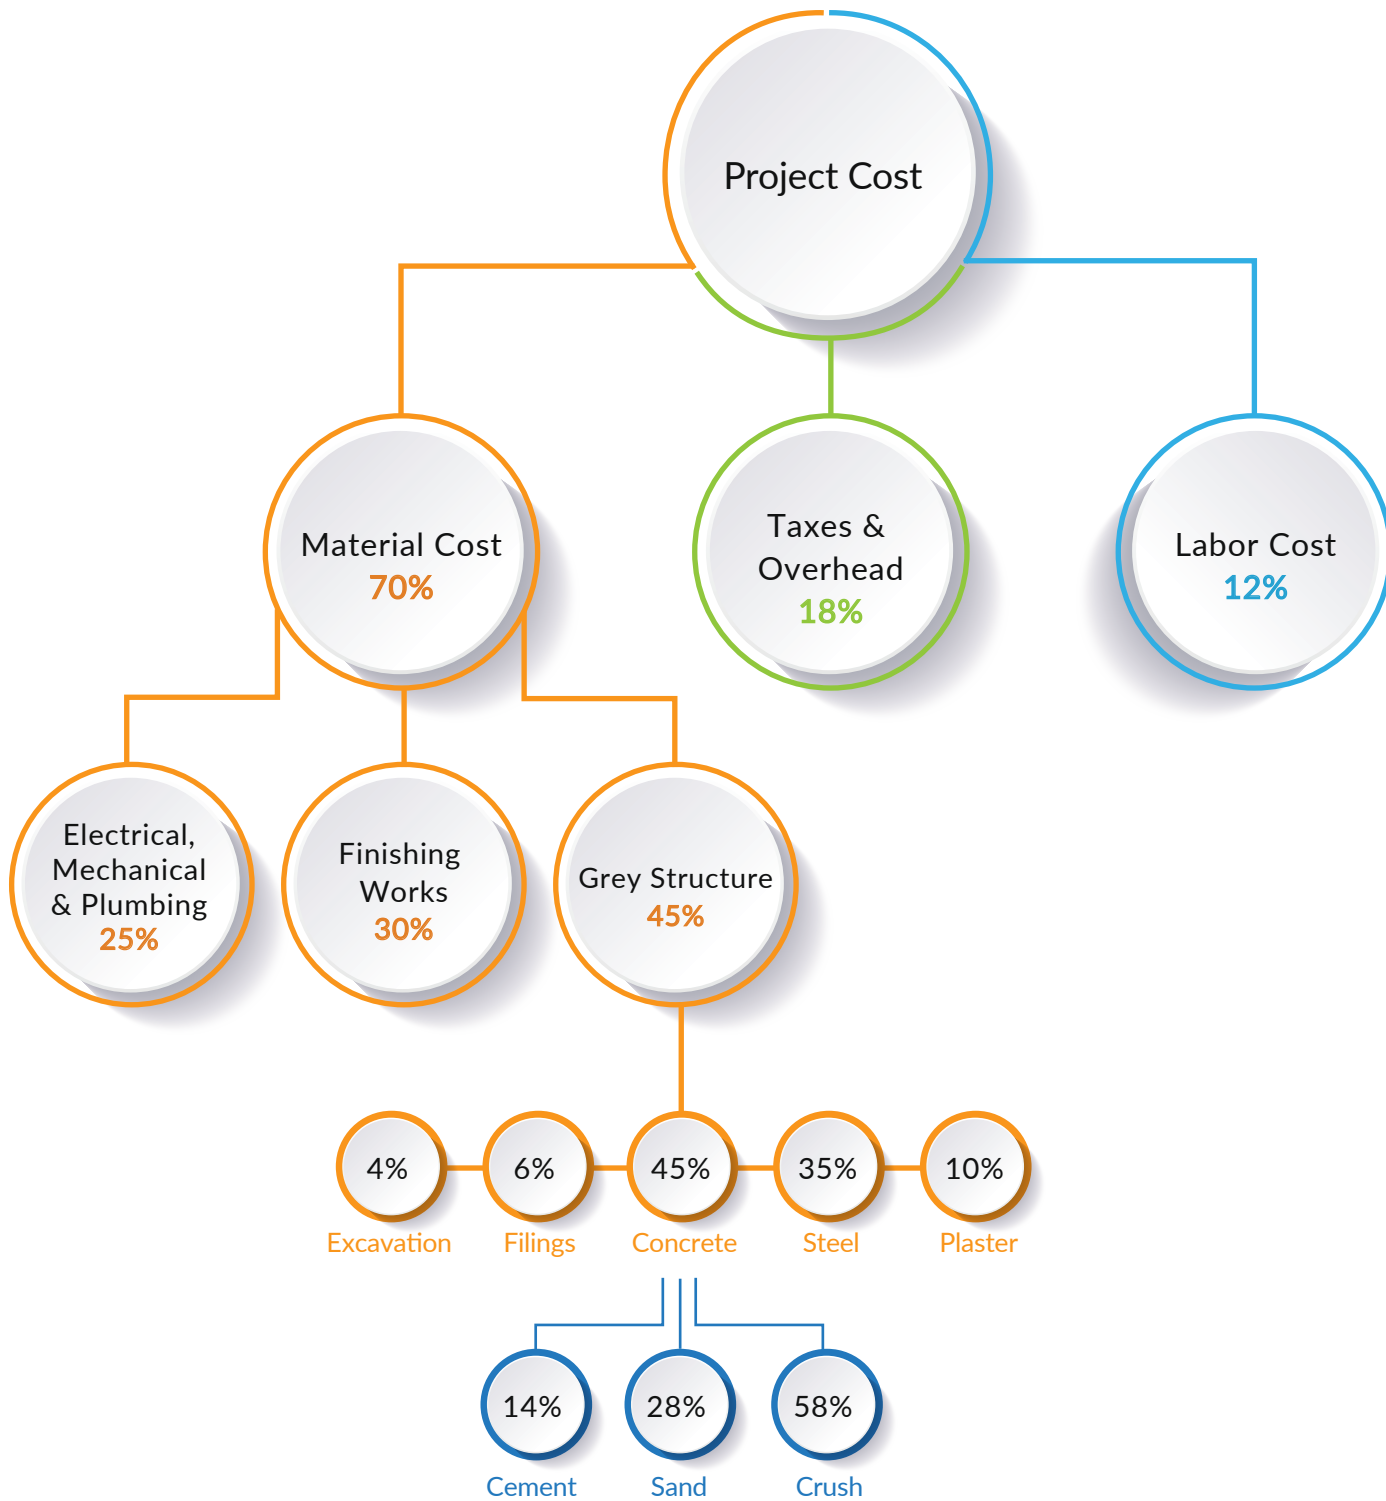 Project Cost
Material Cost
70%
Taxes &
Overhead
18%
Labor Cost
12%
Electrical,
Mechanical
& Plumbing
25%
Finishing
Works
30%
Grey Structure
45%
4%
6%
45%
35%
10%
Excavation
Filings
Concrete
Steel
Plaster
14%
28%
58%
Cement
Sand
Crush